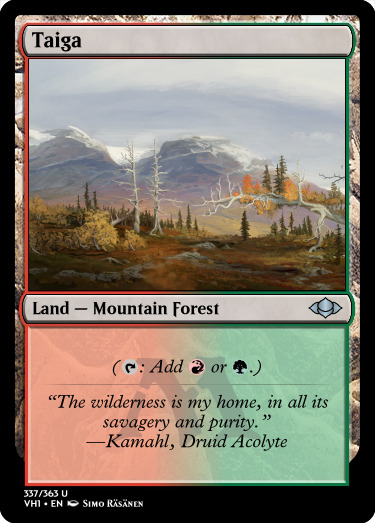 Taiga
Land — Mountain Forest
( : Add or .)
“The wilderness is my home, in all its
savagery and purity.”
—Kamahl, Druid Acolyte
337/363 U
VH1 • EN Simo Räsänen